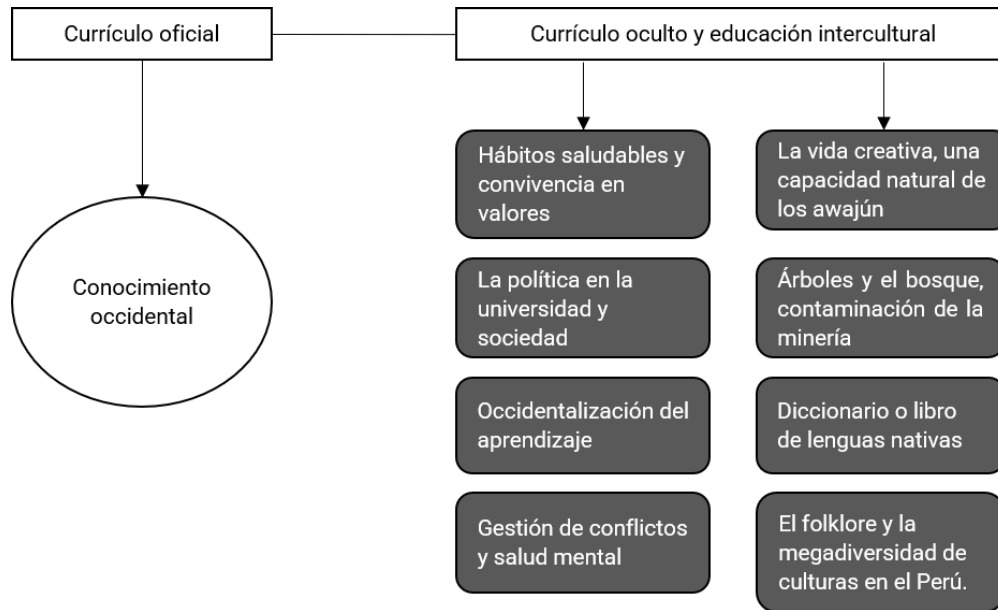 Currículo oficial
Currículo oculto y educación intercultural
Conocimiento
occidental
Hábitos saludables y
convivencia en
valores
La política en la
universidad y
sociedad
Occidentalización del
aprendizaje
Gestión de conflictos
y salud mental
La vida creativa, una
capacidad natural de
los awajún
Árboles y el bosque,
contaminación de la
minería
Diccionario o libro
de lenguas nativas
El folklore y la
megadiversidad de
culturas en el Perú.